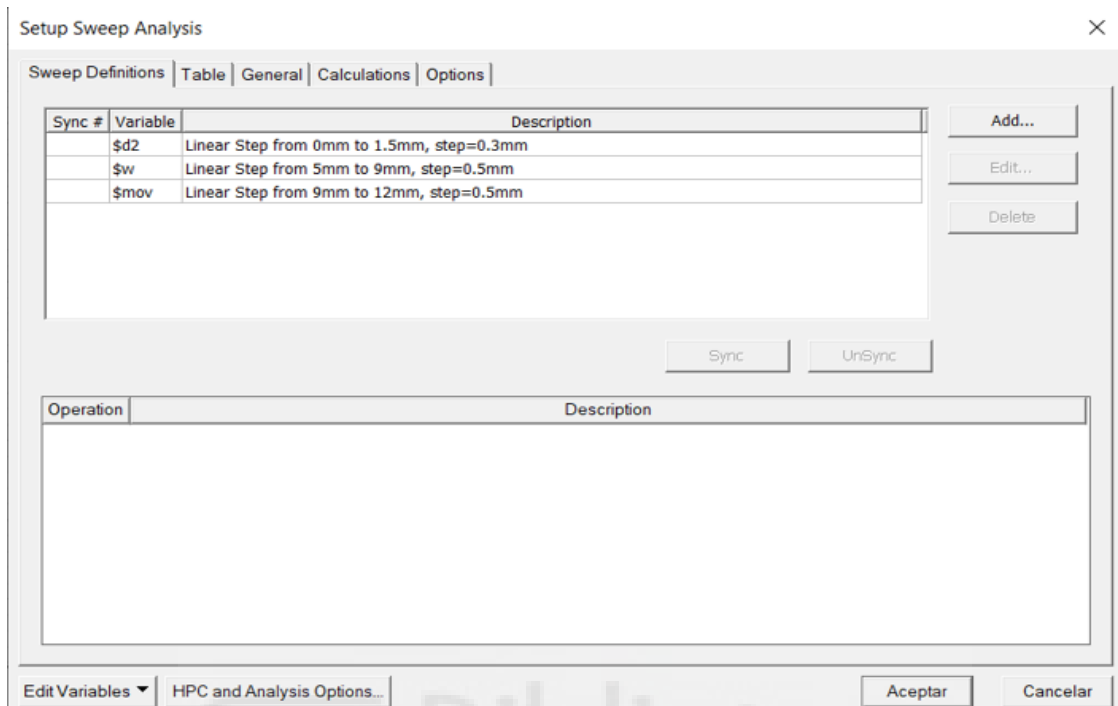 Setup Sweep Analysis
Sweep Definitions Table General Calculations Options
Sync # Variable Description
$d2 Linear Step from 0mm to 1.5mm, step=0.3mm
$w Linear Step from 5mm to 9mm, step=0.5mm
$mov Linear Step from 9mm to 12mm, step=0.5mm
Add...
Edit...
Delete
Sync UnSync
Operation Description
Edit Variables HPC and Analysis Options... Aceptar Cancelar